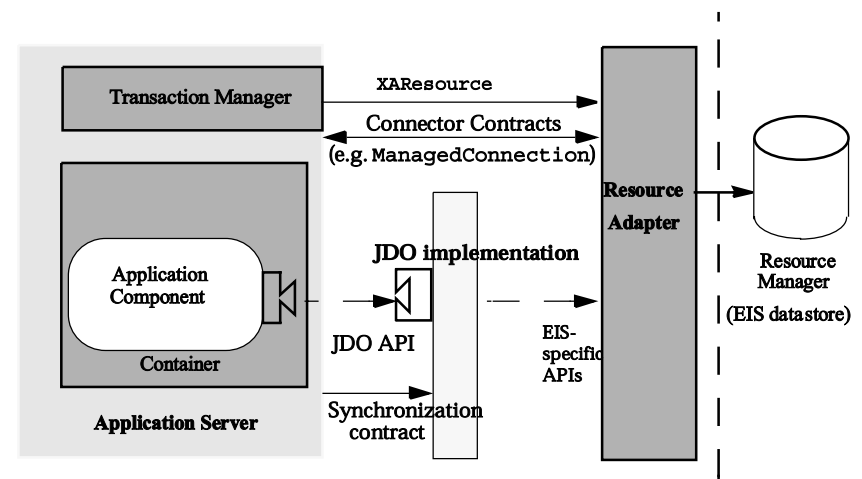 Transaction Manager
XAResource
Connector Contracts
(e.g. ManagedConnection)
Resource
Adapter
JDO implementation
Application
Component
Container
Application Server
JDO API
Synchronization
contract
EIS-
specific
APIs
Resource
Manager
(EIS datastore)